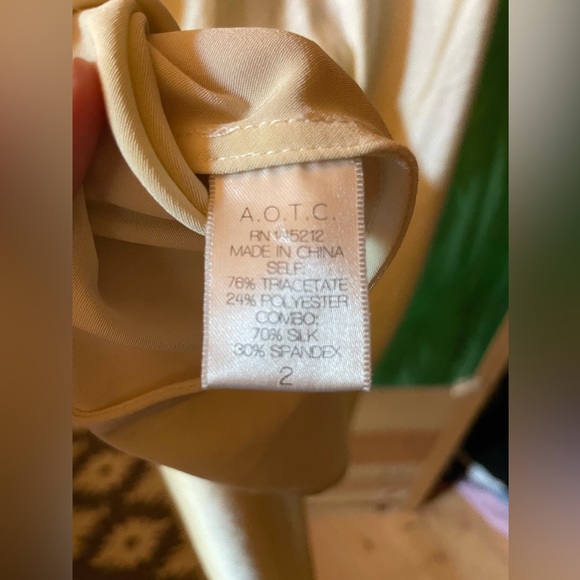 A.O.T.C.
RN 145212
MADE IN CHINA
SELF:
76% TRIACETATE
24% POLYESTER
COMBO:
70% SILK
30% SPANDEX
2